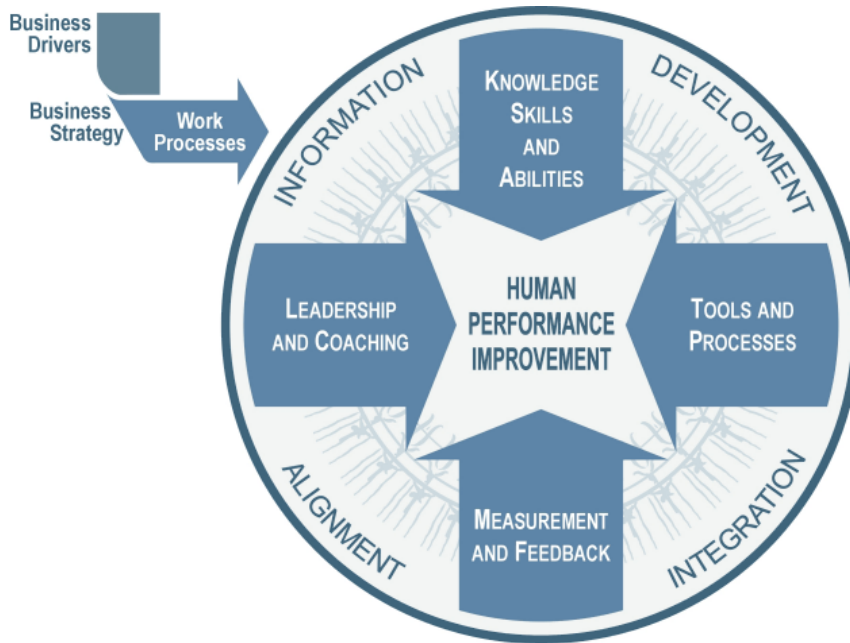 Business
Drivers
Business
Strategy
Work
Processes
INFORMATION
DEVELOPMENT
KNOWLEDGE
SKILLS
AND
ABILITIES
LEADERSHIP
AND COACHING
HUMAN
PERFORMANCE
IMPROVEMENT
TOOLS AND
PROCESSES
MEASUREMENT
AND FEEDBACK
ALIGNMENT
INTEGRATION